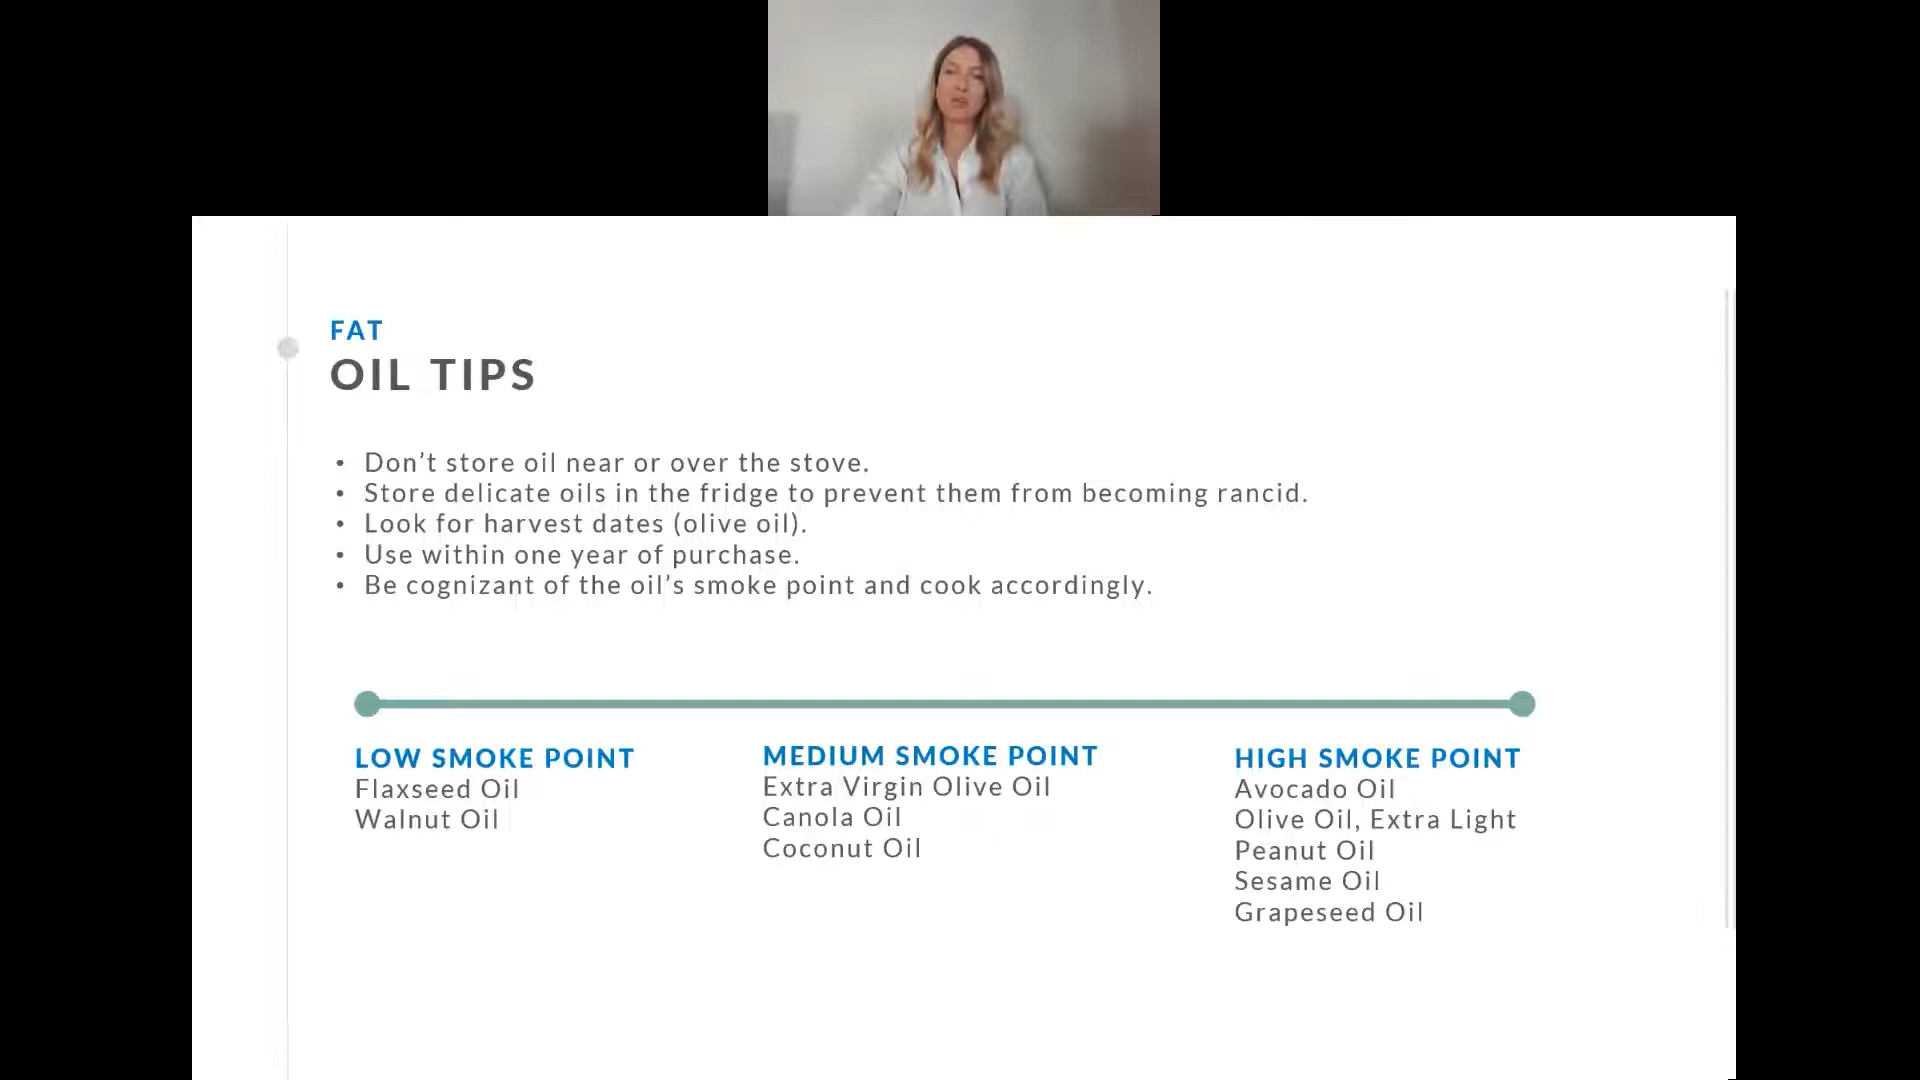 FAT
OIL TIPS
• Don’t store oil near or over the stove.
• Store delicate oils in the fridge to prevent them from becoming rancid.
• Look for harvest dates (olive oil).
• Use within one year of purchase.
• Be cognizant of the oil’s smoke point and cook accordingly.
LOW SMOKE POINT
Flaxseed Oil
Walnut Oil
MEDIUM SMOKE POINT
Extra Virgin Olive Oil
Canola Oil
Coconut Oil
HIGH SMOKE POINT
Avocado Oil
Olive Oil, Extra Light
Peanut Oil
Sesame Oil
Grapeseed Oil